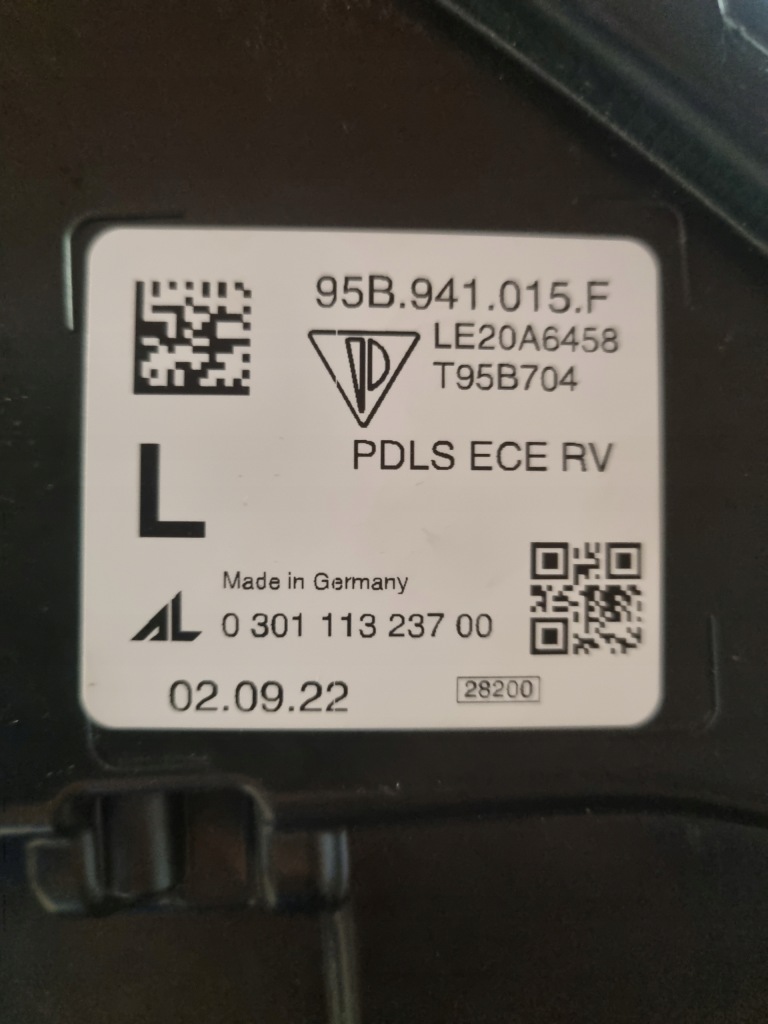 95B.941.015.F
LE20A6458
T95B704
PDLS ECE RV
L
Made in Germany
AL 0 301 113 237 00
02.09.22
28200